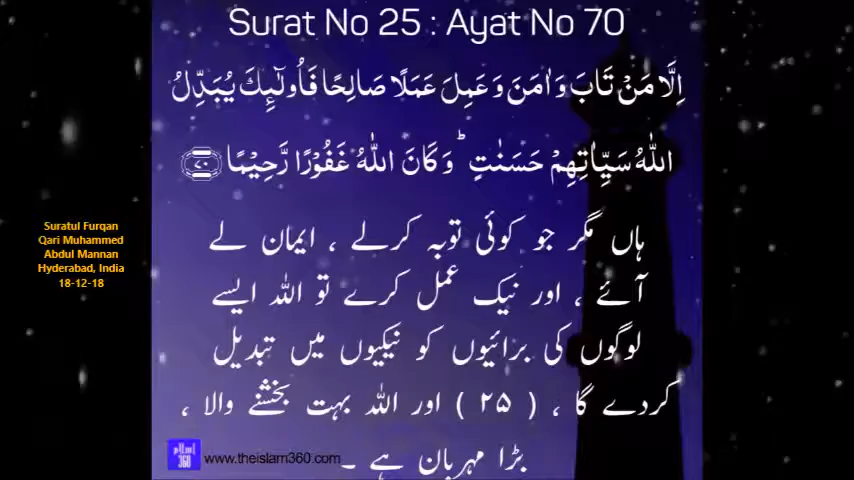 Surat No 25 : Ayat No 70
اِلَّا مَنْ تَابَ وَاٰمَنَ وَعَمِلَ عَمَلًا صَالِحًا فَاُولٰٓئِكَ يُبَدِّلُ
اللّٰهُ سَيِّاٰتِهِمْ حَسَنٰتٍ ؕ وَكَانَ اللّٰهُ غَفُوْرًا رَّحِيْمًا ﴿۷۰﴾
ہاں مگر جو کوئی توبہ کرلے ، ایمان لے
آئے ، اور نیک عمل کرے تو اللہ ایسے
لوگوں کی برائیوں کو نیکیوں میں تبدیل
کردے گا ، ( ۲۵ ) اور اللہ بہت بخشنے والا ،
بڑا مہربان ہے ۔
Suratul Furqan
Qari Muhammed
Abdul Mannan
Hyderabad, India
18-12-18
اسلام
360
www.theislam360.com